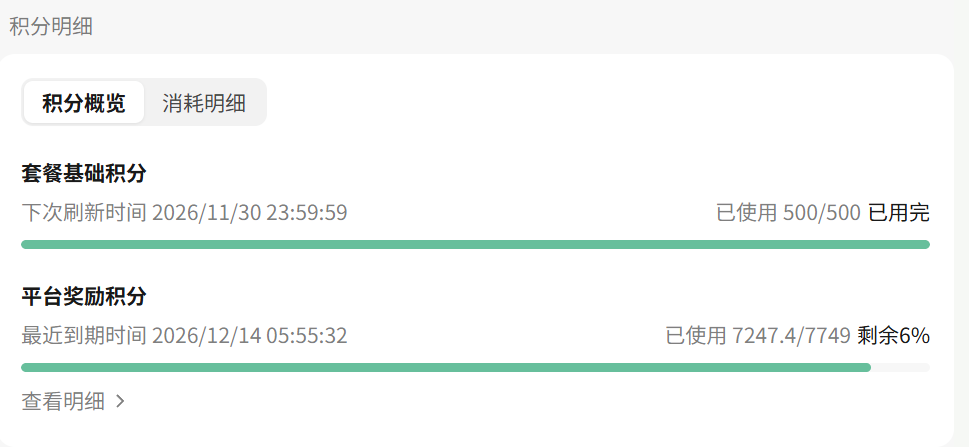 积分明细
积分概览 消耗明细
套餐基础积分
下次刷新时间 2026/11/30 23:59:59 已使用 500/500 已用完
平台奖励积分
最近到期时间 2026/12/14 05:55:32 已使用 7247.4/7749 剩余6%
查看明细 >